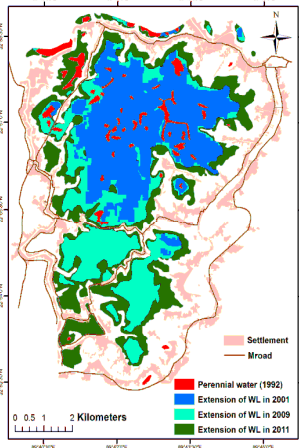 N
Settlement
Mroad
Perennial water (1992)
Extension of WL in 2001
Extension of WL in 2009
Extension of WL in 2011
0 0.5 1 2 Kilometers